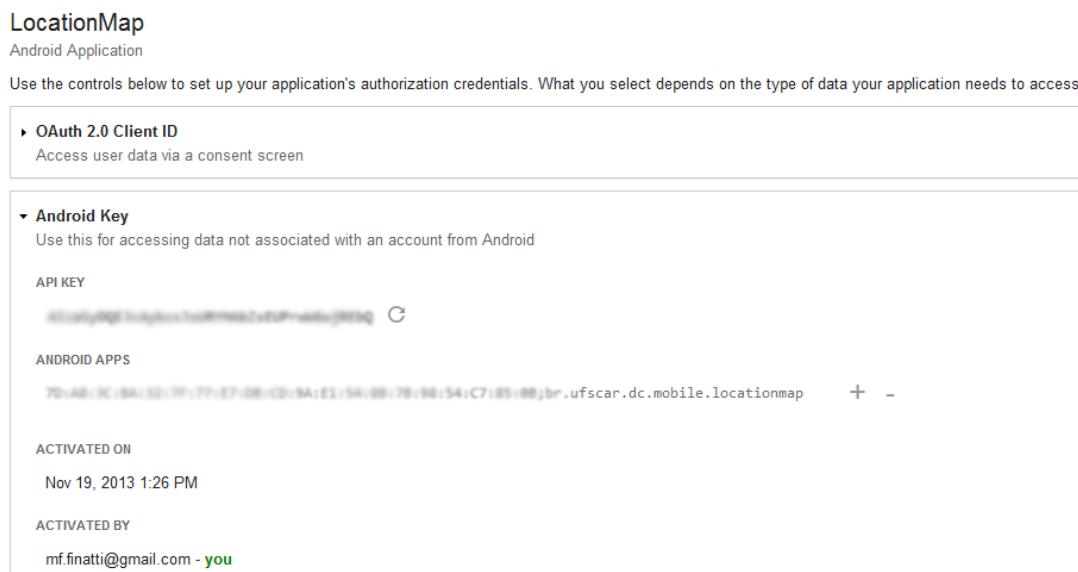 LocationMap
Android Application
Use the controls below to set up your application's authorization credentials. What you select depends on the type of data your application needs to access
OAuth 2.0 Client ID
Access user data via a consent screen
Android Key
Use this for accessing data not associated with an account from Android
API KEY
ANDROID APPS
br.ufscar.dc.mobile.locationmap + -
ACTIVATED ON
Nov 19, 2013 1:26 PM
ACTIVATED BY
mf.finatti@gmail.com - you